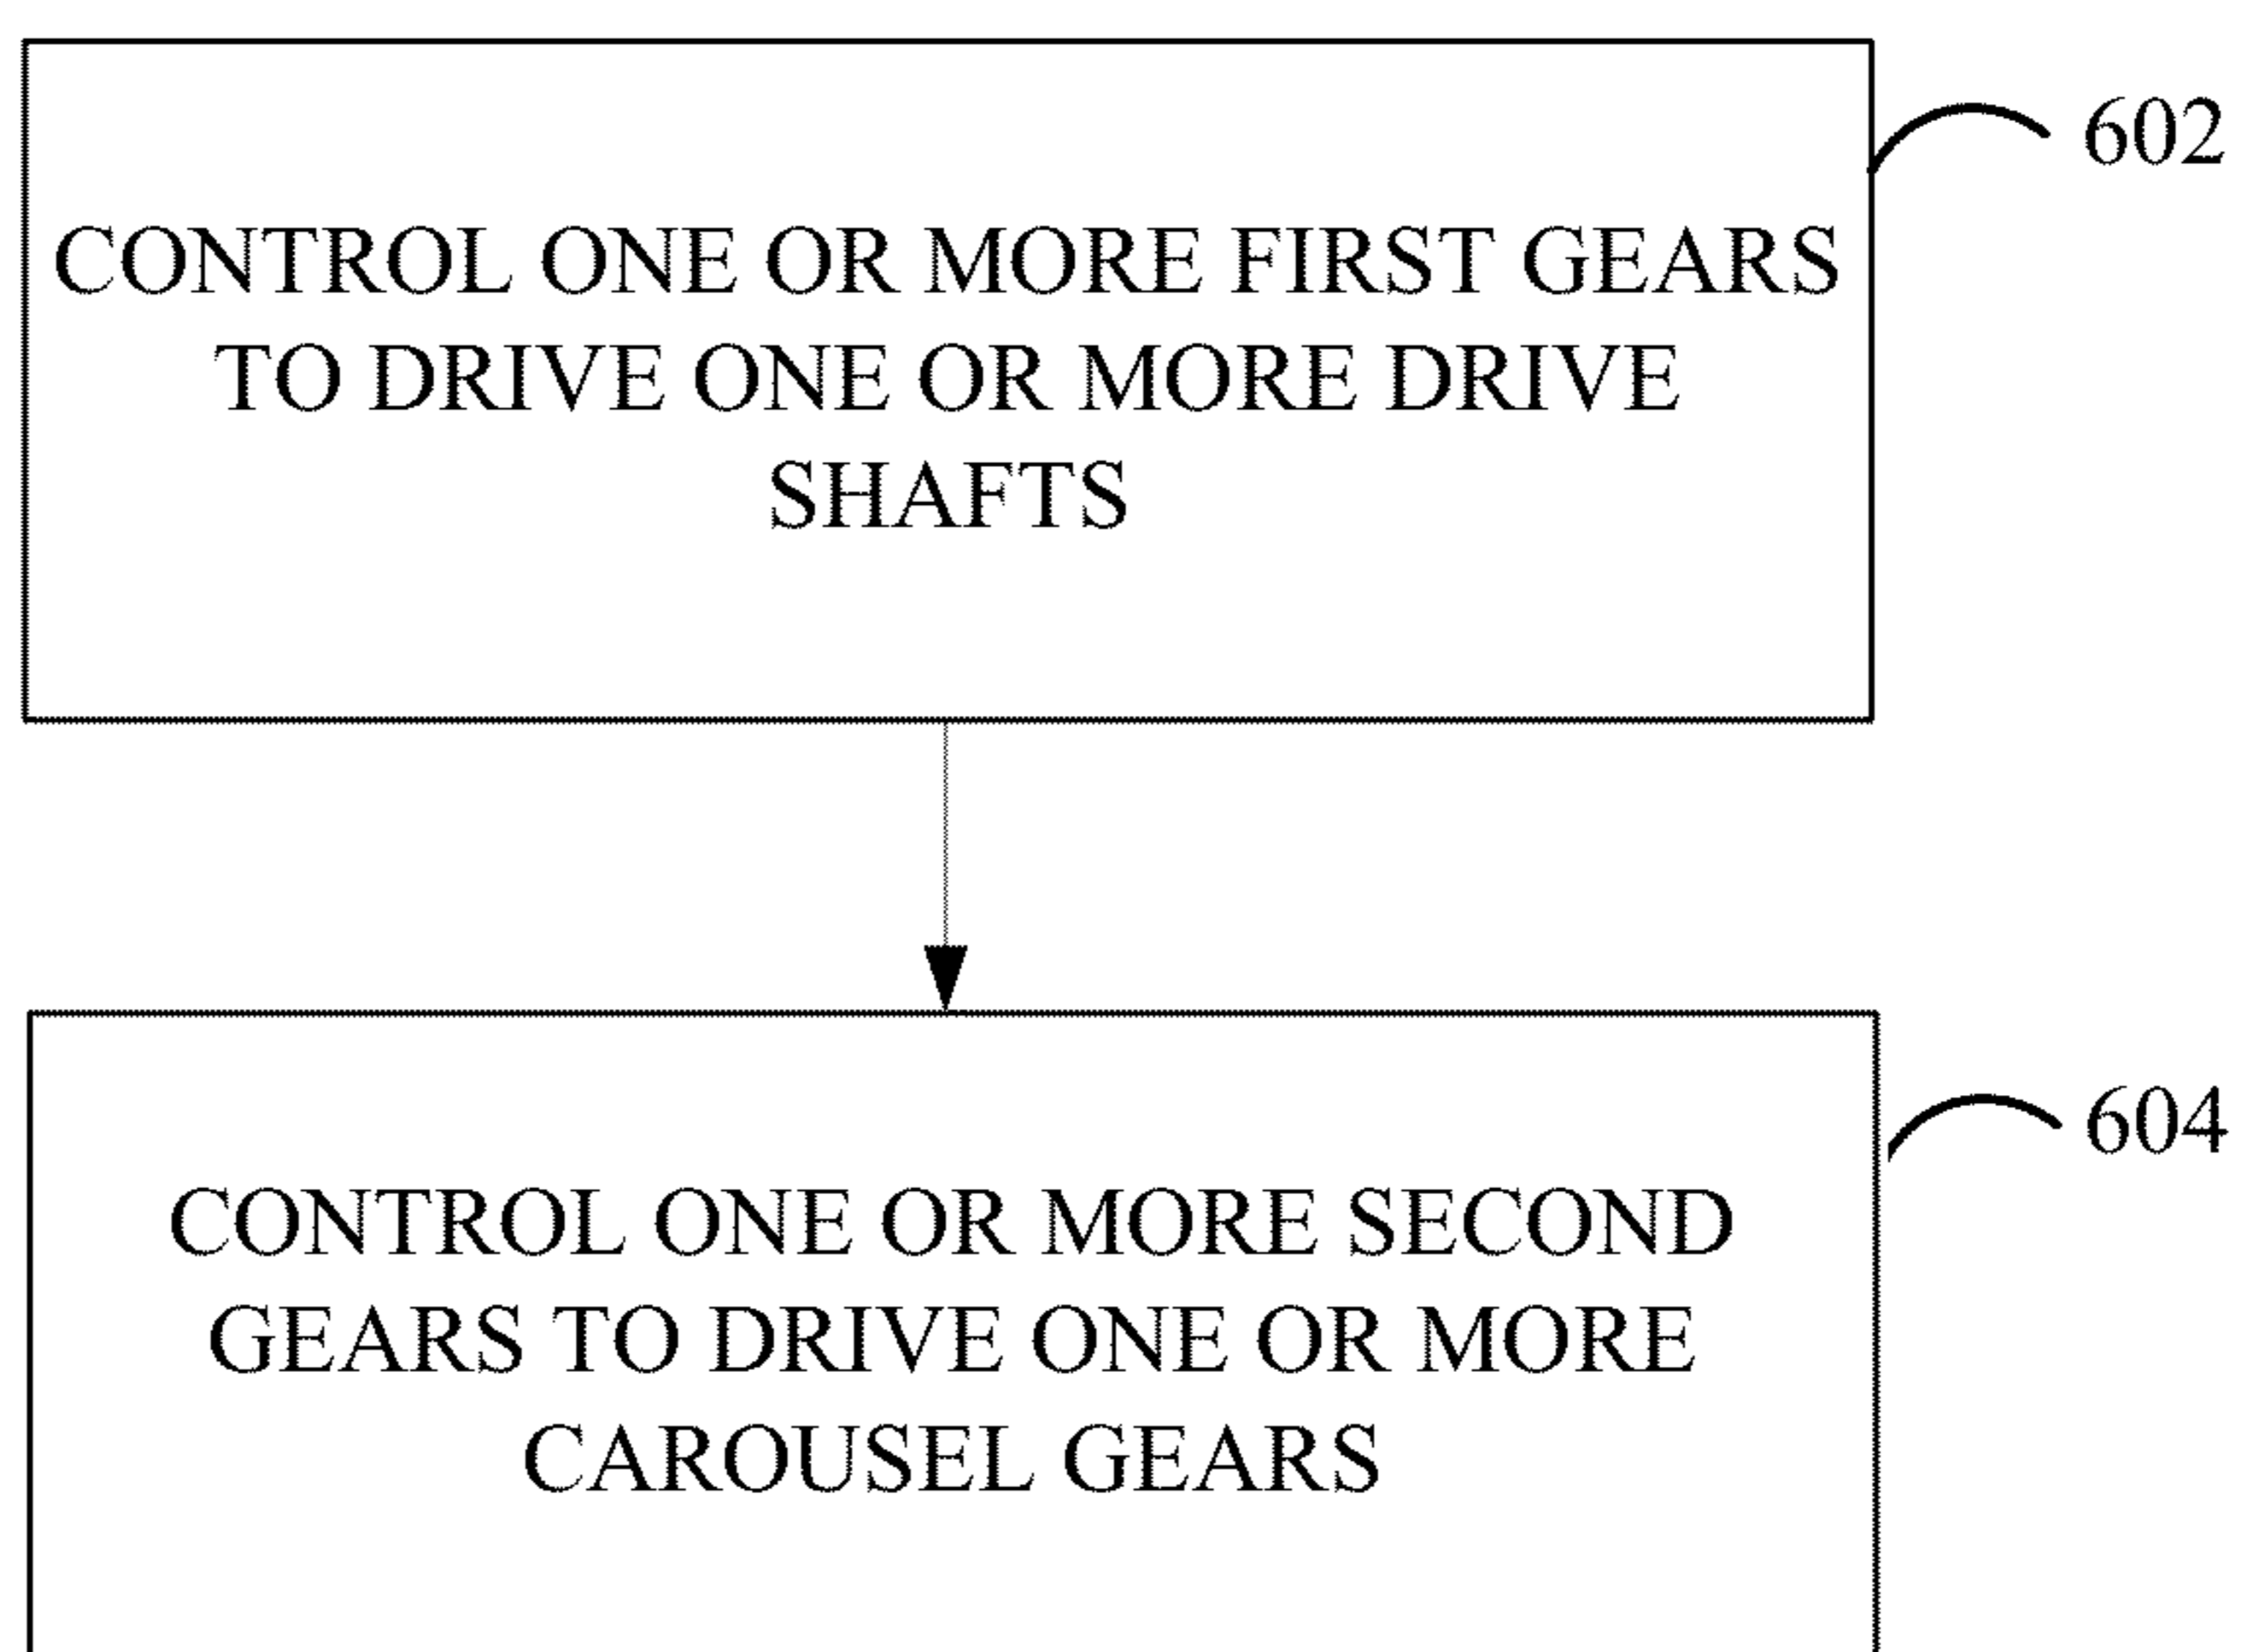 602
CONTROL ONE OR MORE FIRST GEARS
TO DRIVE ONE OR MORE DRIVE
SHAFTS
604
CONTROL ONE OR MORE SECOND
GEARS TO DRIVE ONE OR MORE
CAROUSEL GEARS